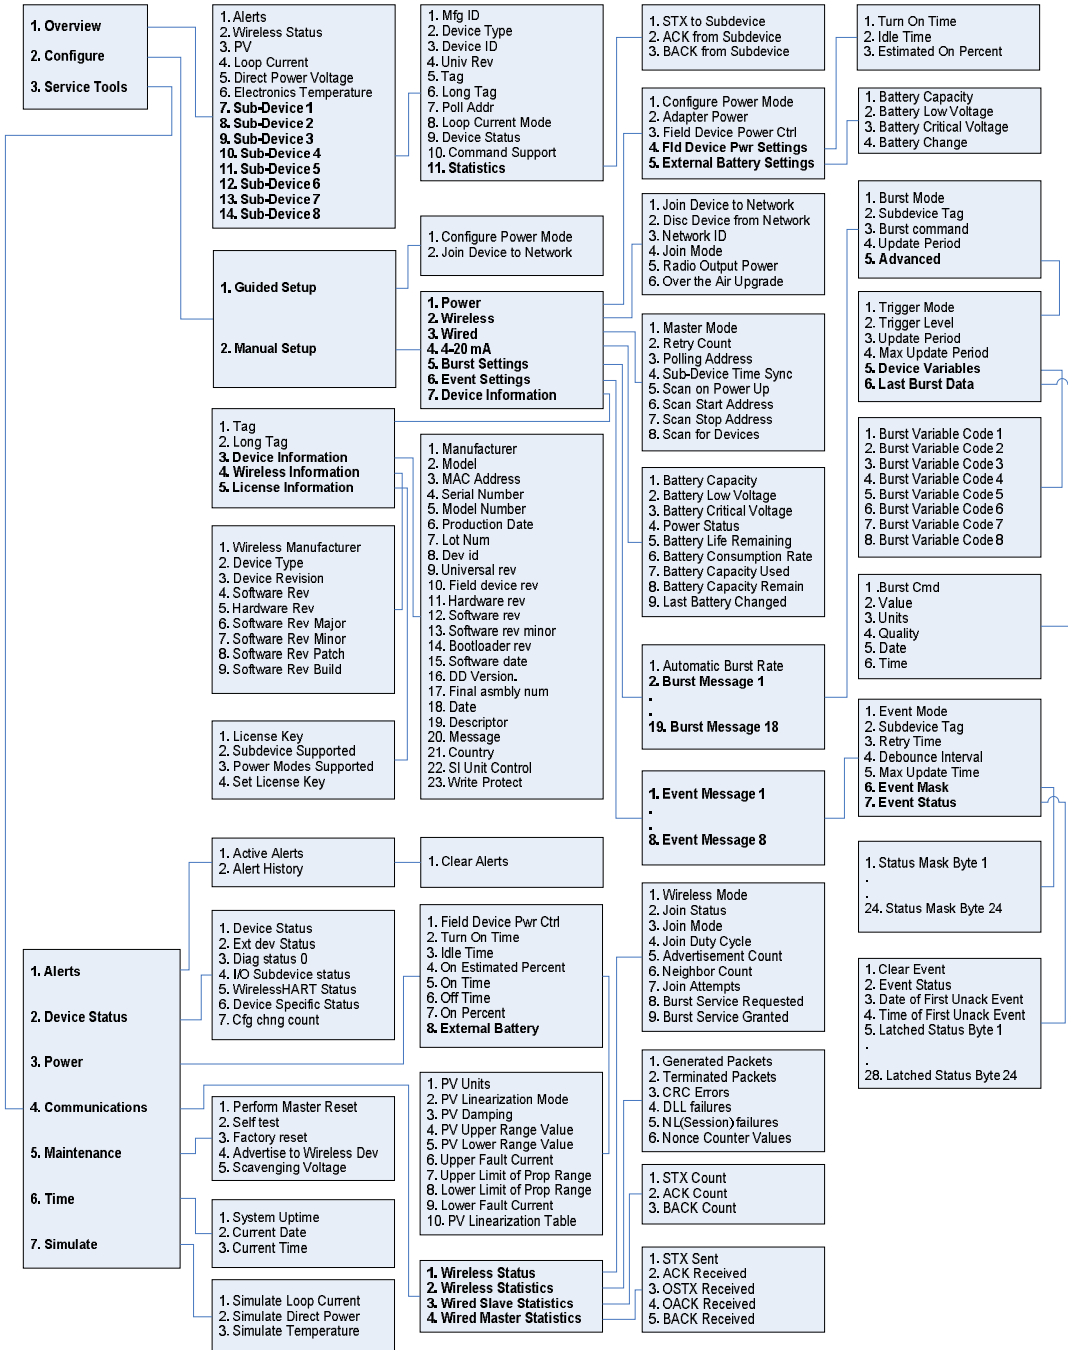 1. Overview
2. Configure
3. Service Tools
1. Alerts
2. Wireless Status
3. PV
4. Loop Current
5. Direct Power Voltage
6. Electronics Temperature
7. Sub-Device 1
8. Sub-Device 2
9. Sub-Device 3
10. Sub-Device 4
11. Sub-Device 5
12. Sub-Device 6
13. Sub-Device 7
14. Sub-Device 8
1. Mfg ID
2. Device Type
3. Device ID
4. Univ Rev
5. Tag
6. Long Tag
7. Poll Addr
8. Loop Current Mode
9. Device Status
10. Command Support
11. Statistics
1. STX to Subdevice
2. ACK from Subdevice
3. BACK from Subdevice
1. Turn On Time
2. Idle Time
3. Estimated On Percent
1. Configure Power Mode
2. Adapter Power
3. Field Device Power Ctrl
4. Fld Device Pwr Settings
5. External Battery Settings
1. Battery Capacity
2. Battery Low Voltage
3. Battery Critical Voltage
4. Battery Change
1. Guided Setup
2. Manual Setup
1. Configure Power Mode
2. Join Device to Network
1. Join Device to Network
2. Disc Device from Network
3. Network ID
4. Join Mode
5. Radio Output Power
6. Over the Air Upgrade
1. Burst Mode
2. Subdevice Tag
3. Burst command
4. Update Period
5. Advanced
1. Power
2. Wireless
3. Wired
4. 4-20 mA
5. Burst Settings
6. Event Settings
7. Device Information
1. Master Mode
2. Retry Count
3. Polling Address
4. Sub-Device Time Sync
5. Scan on Power Up
6. Scan Start Address
7. Scan Stop Address
8. Scan for Devices
1. Trigger Mode
2. Trigger Level
3. Update Period
4. Max Update Period
5. Device Variables
6. Last Burst Data
1. Tag
2. Long Tag
3. Device Information
4. Wireless Information
5. License Information
1. Manufacturer
2. Model
3. MAC Address
4. Serial Number
5. Model Number
6. Production Date
7. Lot Num
8. Dev id
9. Universal rev
10. Field device rev
11. Hardware rev
12. Software rev
13. Software rev minor
14. Bootloader rev
15. Software date
16. DD Version.
17. Final asmbly num
18. Date
19. Descriptor
20. Message
21. Country
22. SI Unit Control
23. Write Protect
1. Battery Capacity
2. Battery Low Voltage
3. Battery Critical Voltage
4. Power Status
5. Battery Life Remaining
6. Battery Consumption Rate
7. Battery Capacity Used
8. Battery Capacity Remain
9. Last Battery Changed
1. Burst Variable Code 1
2. Burst Variable Code 2
3. Burst Variable Code 3
4. Burst Variable Code 4
5. Burst Variable Code 5
6. Burst Variable Code 6
7. Burst Variable Code 7
8. Burst Variable Code 8
1. Wireless Manufacturer
2. Device Type
3. Device Revision
4. Software Rev
5. Hardware Rev
6. Software Rev Major
7. Software Rev Minor
8. Software Rev Patch
9. Software Rev Build
1 .Burst Cmd
2. Value
3. Units
4. Quality
5. Date
6. Time
1. Automatic Burst Rate
2. Burst Message 1
.
.
19. Burst Message 18
1. License Key
2. Subdevice Supported
3. Power Modes Supported
4. Set License Key
1. Event Mode
2. Subdevice Tag
3. Retry Time
4. Debounce Interval
5. Max Update Time
6. Event Mask
7. Event Status
1. Event Message 1
.
.
8. Event Message 8
1. Status Mask Byte 1
.
.
24. Status Mask Byte 24
1. Active Alerts
2. Alert History
1. Clear Alerts
1. Wireless Mode
2. Join Status
3. Join Mode
4. Join Duty Cycle
5. Advertisement Count
6. Neighbor Count
7. Join Attempts
8. Burst Service Requested
9. Burst Service Granted
1. Clear Event
2. Event Status
3. Date of First Unack Event
4. Time of First Unack Event
5. Latched Status Byte 1
.
.
28. Latched Status Byte 24
1. Alerts
2. Device Status
3. Power
4. Communications
5. Maintenance
6. Time
7. Simulate
1. Device Status
2. Ext dev Status
3. Diag status 0
4. I/O Subdevice status
5. WirelessHART Status
6. Device Specific Status
7. Cfg chng count
1. Field Device Pwr Ctrl
2. Turn On Time
3. Idle Time
4. On Estimated Percent
5. On Time
6. Off Time
7. On Percent
8. External Battery
1. Generated Packets
2. Terminated Packets
3. CRC Errors
4. DLL failures
5. NL(Session) failures
6. Nonce Counter Values
1. Perform Master Reset
2. Self test
3. Factory reset
4. Advertise to Wireless Dev
5. Scavenging Voltage
1. PV Units
2. PV Linearization Mode
3. PV Damping
4. PV Upper Range Value
5. PV Lower Range Value
6. Upper Fault Current
7. Upper Limit of Prop Range
8. Lower Limit of Prop Range
9. Lower Fault Current
10. PV Linearization Table
1. STX Count
2. ACK Count
3. BACK Count
1. System Uptime
2. Current Date
3. Current Time
1. Wireless Status
2. Wireless Statistics
3. Wired Slave Statistics
4. Wired Master Statistics
1. STX Sent
2. ACK Received
3. OSTX Received
4. OACK Received
5. BACK Received
1. Simulate Loop Current
2. Simulate Direct Power
3. Simulate Temperature